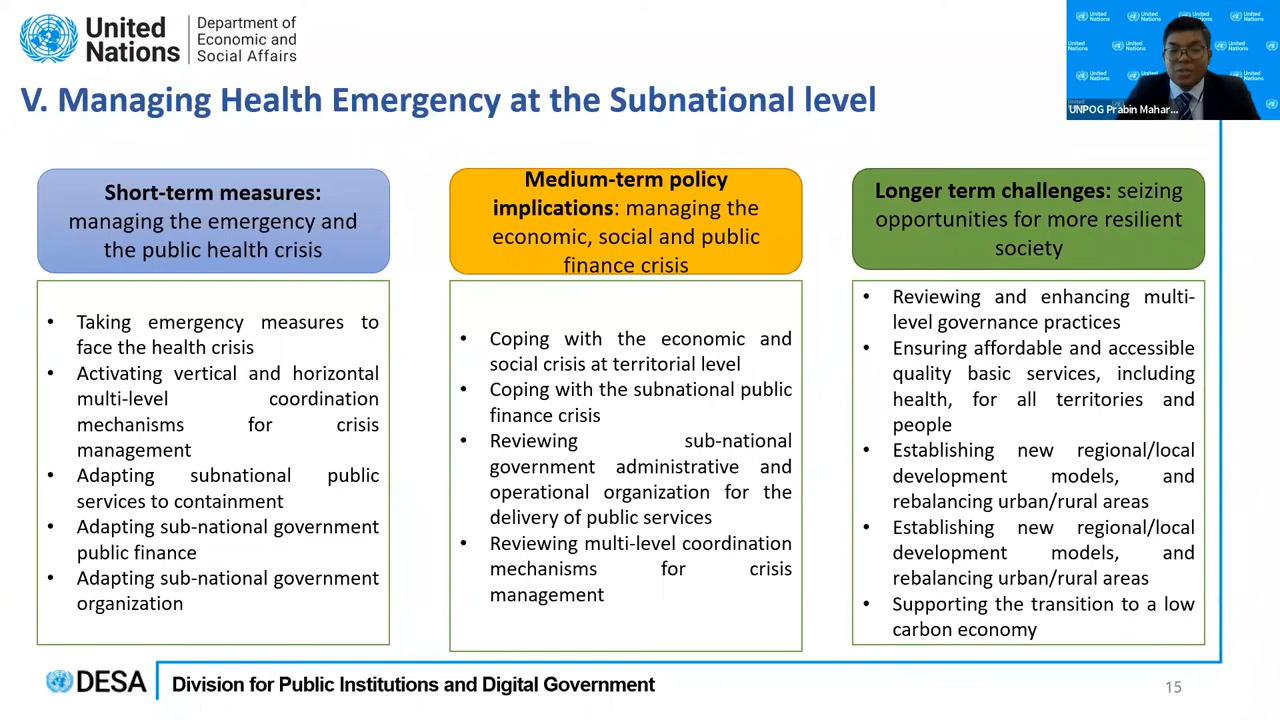 United
Nations
Department of
Economic and
Social Affairs
V. Managing Health Emergency at the Subnational level
United
Nations
UNPOG Prabin Mahar...
Short-term measures:
managing the emergency and
the public health crisis
• Taking emergency measures to
face the health crisis
• Activating vertical and horizontal
multi-level coordination
mechanisms for crisis
management
• Adapting subnational public
services to containment
• Adapting sub-national government
public finance
• Adapting sub-national government
organization
Medium-term policy
implications: managing the
economic, social and public
finance crisis
• Coping with the economic and
social crisis at territorial level
• Coping with the subnational public
finance crisis
• Reviewing sub-national
government administrative and
operational organization for the
delivery of public services
• Reviewing multi-level coordination
mechanisms for crisis
management
Longer term challenges: seizing
opportunities for more resilient
society
• Reviewing and enhancing multi-
level governance practices
• Ensuring affordable and accessible
quality basic services, including
health, for all territories and
people
• Establishing new regional/local
development models, and
rebalancing urban/rural areas
• Establishing new regional/local
development models, and
rebalancing urban/rural areas
• Supporting the transition to a low
carbon economy
DESA
Division for Public Institutions and Digital Government
15